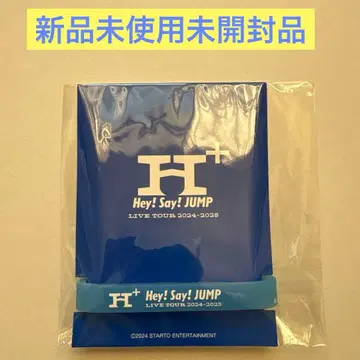 新品未使用未開封品
H+
Hey! Say! JUMP
LIVE TOUR 2024-2025
H+ Hey! Say! JUMP
LIVE TOUR 2024-2025
©2024 STARTO ENTERTAINMENT